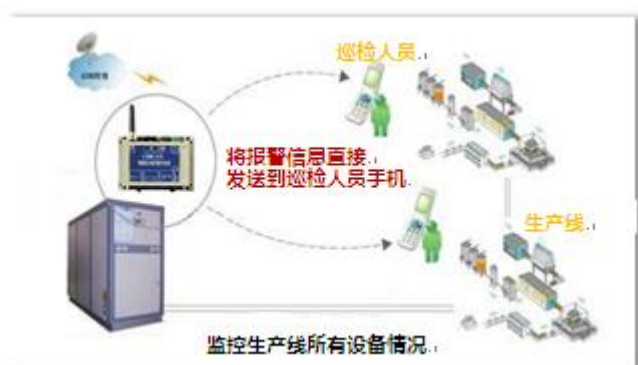 巡检人员
将报警信息直接
发送到巡检人员手机
生产线
监控生产线所有设备情况